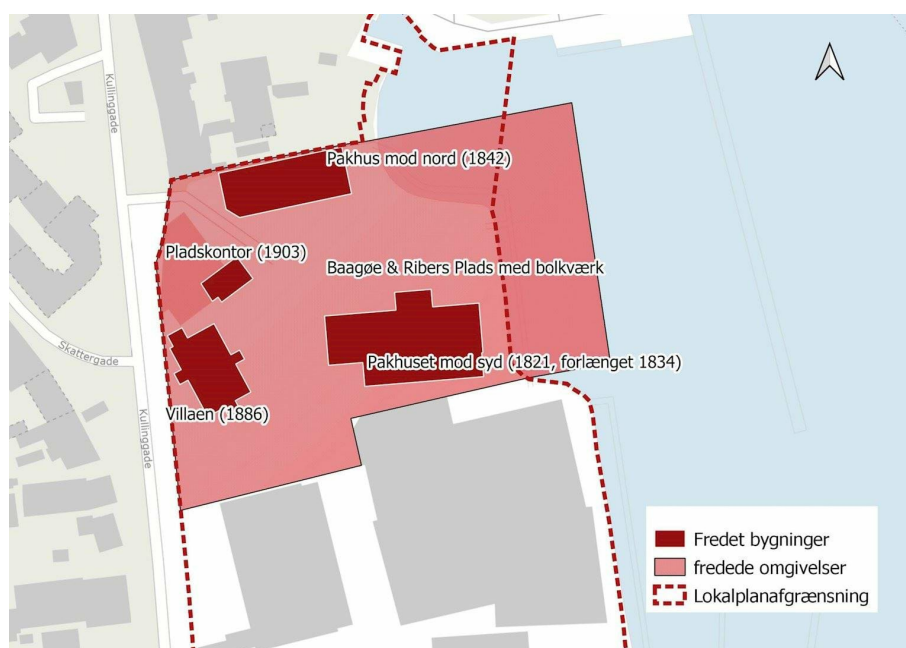 Kullinggade
Pakhus mod nord (1842)
Pladskontor (1903)
Baagøe & Ribers Plads med bolkværk
Skattergade
Pakhuset mod syd (1821, forlænget 1834)
Villaen (1886)
Kullinggade
Fredet bygninger
fredede omgivelser
Lokalplanafgrænsning